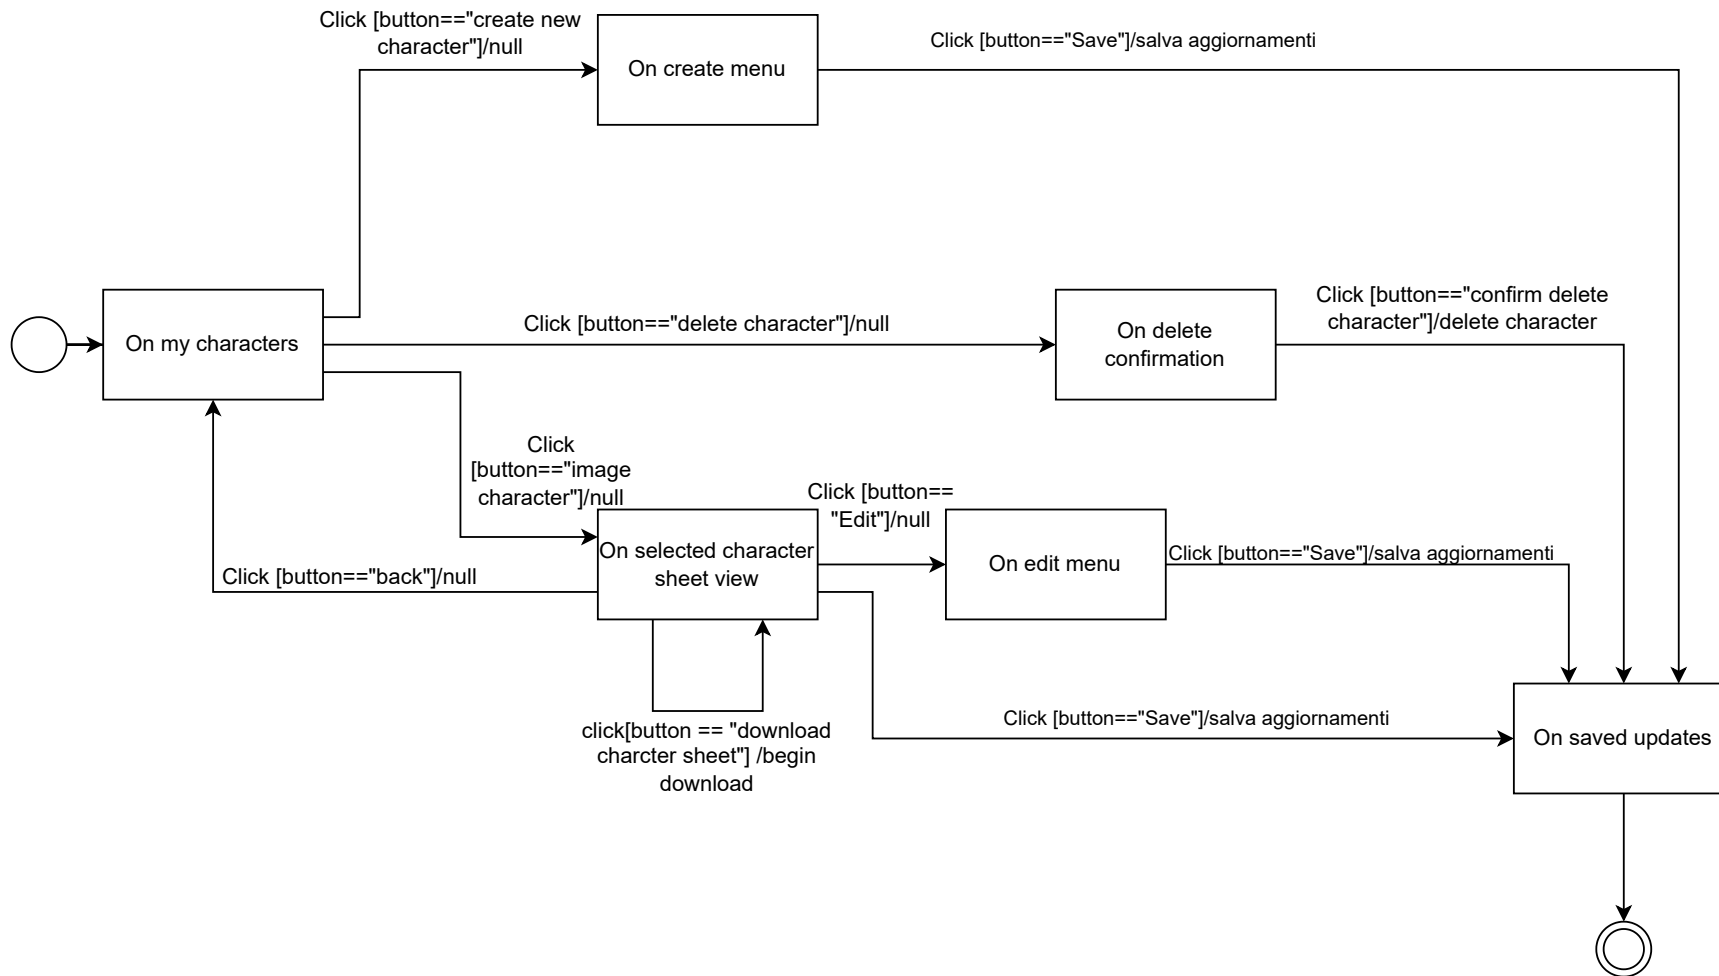 Click [button=="create new
character"]/null
On create menu
Click [button=="Save"]/salva aggiornamenti
On my characters
Click [button=="delete character"]/null
On delete
confirmation
Click [button=="confirm delete
character"]/delete character
Click
[button=="image
character"]/null
Click [button==
"Edit"]/null
On selected character
sheet view
On edit menu
Click [button=="Save"]/salva aggiornamenti
Click [button=="back"]/null
click[button == "download
charcter sheet"] /begin
download
Click [button=="Save"]/salva aggiornamenti
On saved updates